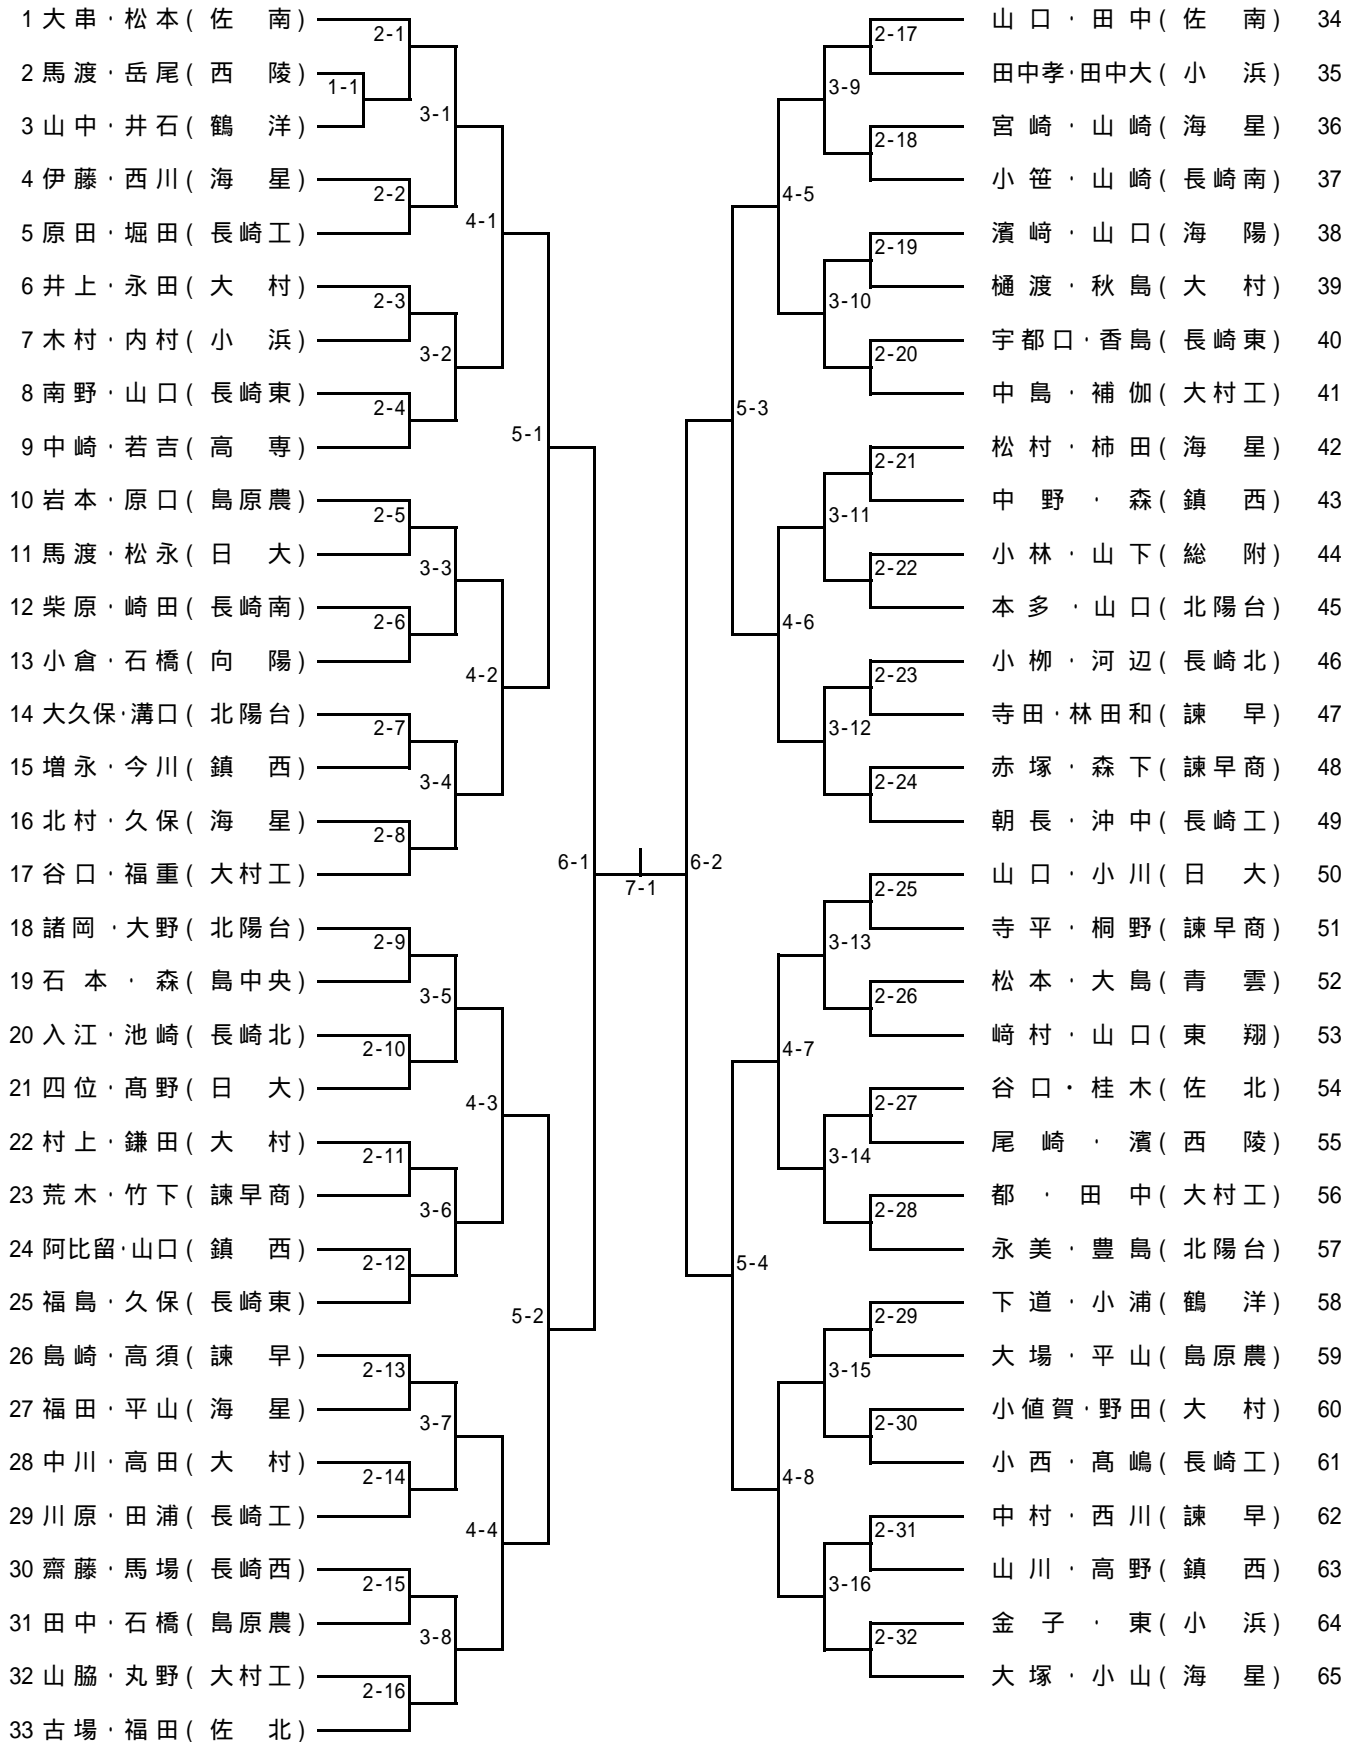 1 大串・松本( 佐　南)
2 馬渡・岳尾( 西　陵)
3 山中・井石( 鶴　洋)
4 伊藤・西川( 海　星)
5 原田・堀田( 長崎工)
6 井上・永田( 大　村)
7 木村・内村( 小　浜)
8 南野・山口( 長崎東)
9 中崎・若吉( 高　専)
10 岩本・原口( 島原農)
11 馬渡・松永( 日　大)
12 柴原・崎田( 長崎南)
13 小倉・石橋( 向　陽)
14 大久保・溝口( 北陽台)
15 増永・今川( 鎮　西)
16 北村・久保( 海　星)
17 谷口・福重( 大村工)
18 諸岡・大野( 北陽台)
19 石本・森( 島中央)
20 入江・池崎( 長崎北)
21 四位・髙野( 日　大)
22 村上・鎌田( 大　村)
23 荒木・竹下( 諫早商)
24 阿比留・山口( 鎮　西)
25 福島・久保( 長崎東)
26 島崎・高須( 諫　早)
27 福田・平山( 海　星)
28 中川・高田( 大　村)
29 川原・田浦( 長崎工)
30 齋藤・馬場( 長崎西)
31 田中・石橋( 島原農)
32 山脇・丸野( 大村工)
33 古場・福田( 佐　北)
1-1
2-1
2-2
2-3
2-4
2-5
2-6
2-7
2-8
2-9
2-10
2-11
2-12
2-13
2-14
2-15
2-16
3-1
3-2
3-3
3-4
3-5
3-6
3-7
3-8
4-1
4-2
4-3
4-4
5-1
5-2
6-1
7-1
6-2
5-3
5-4
4-5
4-6
4-7
4-8
3-9
3-10
3-11
3-12
3-13
3-14
3-15
3-16
2-17
2-18
2-19
2-20
2-21
2-22
2-23
2-24
2-25
2-26
2-27
2-28
2-29
2-30
2-31
2-32
山口・田中( 佐　南) 34
田中孝・田中大( 小　浜) 35
宮崎・山崎( 海　星) 36
小笹・山崎( 長崎南) 37
濱﨑・山口( 海　陽) 38
樋渡・秋島( 大　村) 39
宇都口・香島( 長崎東) 40
中島・補伽( 大村工) 41
松村・柿田( 海　星) 42
中野・森( 鎮　西) 43
小林・山下( 総　附) 44
本多・山口( 北陽台) 45
小栁・河辺( 長崎北) 46
寺田・林田和( 諫　早) 47
赤塚・森下( 諫早商) 48
朝長・沖中( 長崎工) 49
山口・小川( 日　大) 50
寺平・桐野( 諫早商) 51
松本・大島( 青　雲) 52
﨑村・山口( 東　翔) 53
谷口・桂木( 佐　北) 54
尾崎・濱( 西　陵) 55
都・田中( 大村工) 56
永美・豊島( 北陽台) 57
下道・小浦( 鶴　洋) 58
大場・平山( 島原農) 59
小値賀・野田( 大　村) 60
小西・髙嶋( 長崎工) 61
中村・西川( 諫　早) 62
山川・高野( 鎮　西) 63
金子・東( 小　浜) 64
大塚・小山( 海　星) 65